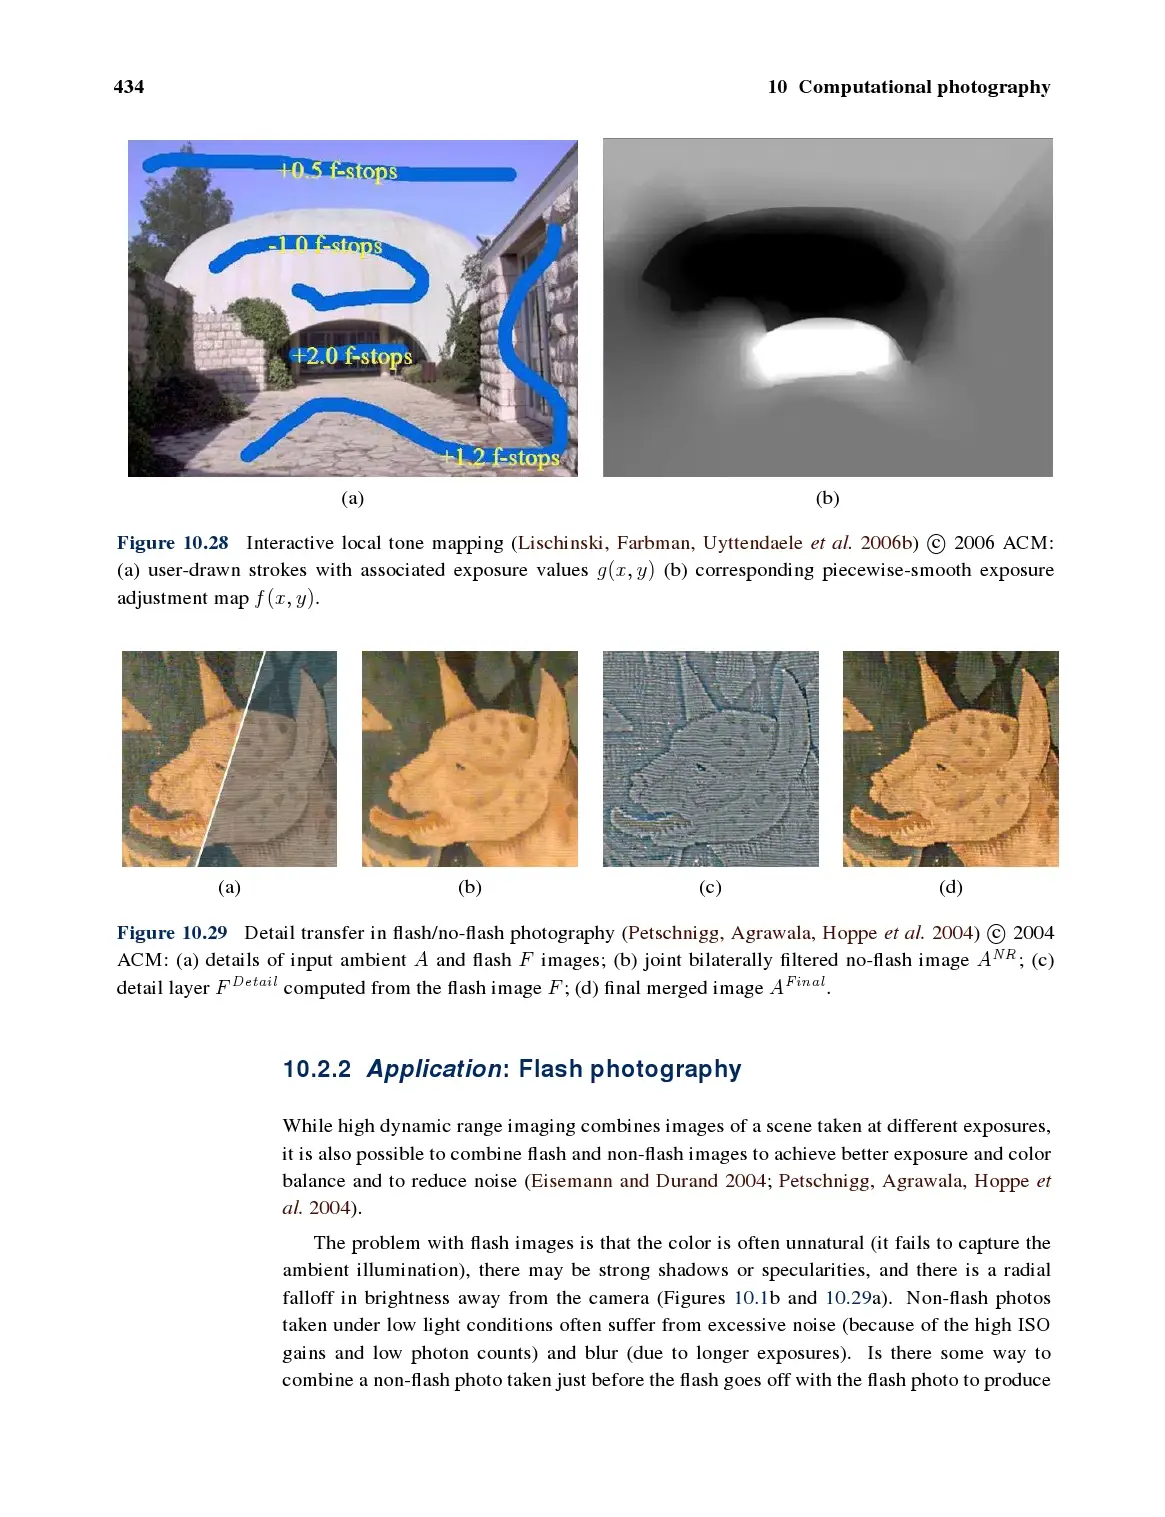 434
10 Computational photography
+0.5 f-stops
-1.0 f-stops
+2.0 f-stops
+1.2 f-stops
(a)
(b)
Figure 10.28 Interactive local tone mapping (Lischinski, Farbman, Uyttendaele et al. 2006b) © 2006 ACM:
(a) user-drawn strokes with associated exposure values g(x, y) (b) corresponding piecewise-smooth exposure
adjustment map f(x, y).
(a)
(b)
(c)
(d)
Figure 10.29 Detail transfer in flash/no-flash photography (Petschnigg, Agrawala, Hoppe et al. 2004) © 2004
ACM: (a) details of input ambient A and flash F images; (b) joint bilaterally filtered no-flash image A^{NR}; (c)
detail layer F^{Detail} computed from the flash image F; (d) final merged image A^{Final}.
10.2.2 Application: Flash photography
While high dynamic range imaging combines images of a scene taken at different exposures,
it is also possible to combine flash and non-flash images to achieve better exposure and color
balance and to reduce noise (Eisemann and Durand 2004; Petschnigg, Agrawala, Hoppe et
al. 2004).
The problem with flash images is that the color is often unnatural (it fails to capture the
ambient illumination), there may be strong shadows or specularities, and there is a radial
falloff in brightness away from the camera (Figures 10.1b and 10.29a). Non-flash photos
taken under low light conditions often suffer from excessive noise (because of the high ISO
gains and low photon counts) and blur (due to longer exposures). Is there some way to
combine a non-flash photo taken just before the flash goes off with the flash photo to produce